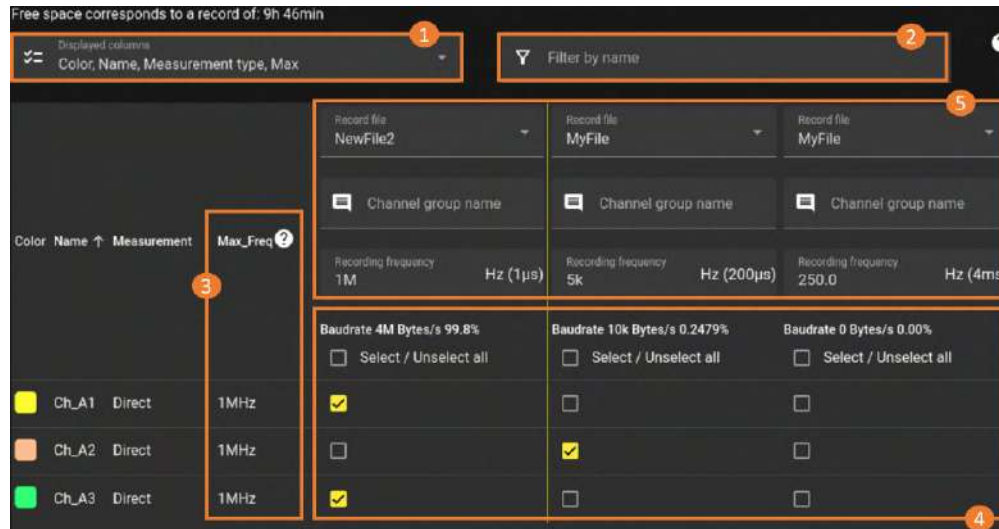 Free space corresponds to a record of: 9h 46min
1
2
Displayed columns
Color, Name, Measurement type, Max
Filter by name
5
Record file
NewFile2
Record file
MyFile
Record file
MyFile
Channel group name
Channel group name
Channel group name
Color Name ↑ Measurement Max_Freq ?
3
Recording frequency
1M Hz (1µs)
Recording frequency
5k Hz (200µs)
Recording frequency
250.0 Hz (4ms
Baudrate 4M Bytes/s 99.8%
Baudrate 10k Bytes/s 0.2479%
Baudrate 0 Bytes/s 0.00%
Select / Unselect all
Select / Unselect all
Select / Unselect all
Ch_A1 Direct 1MHz
Ch_A2 Direct 1MHz
Ch_A3 Direct 1MHz
4